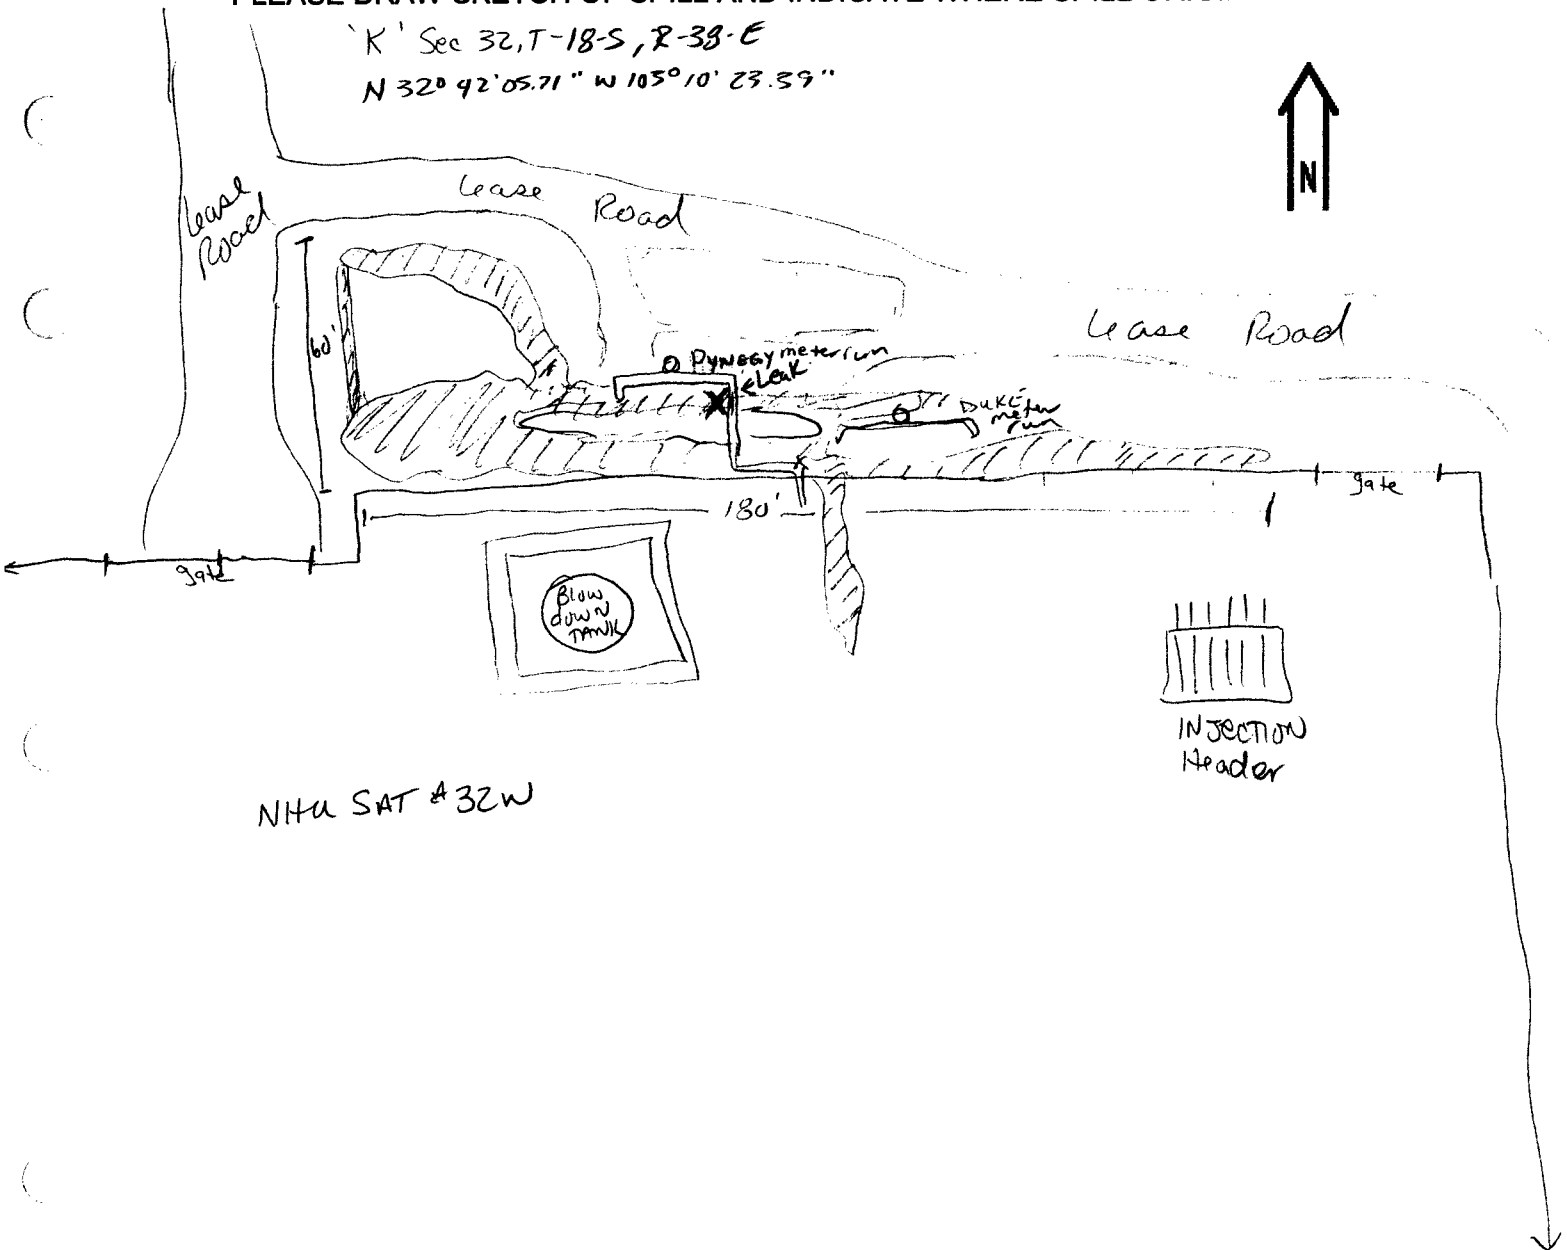 PLEASE DRAW SKETCH OF SPILL AND INDICATE WHERE SPILL
'K' Sec 32, T-18-S, R-38-E
N 32° 42' 05.71" W 103° 10' 23.39"
N
Lease
Road
Lease
Road
Lease Road
60'
DYNEGY meter run
Leak
DUKE
meter
run
180'
gate
gate
Blow
down
TANK
INJECTION
Header
NHU SAT #32W